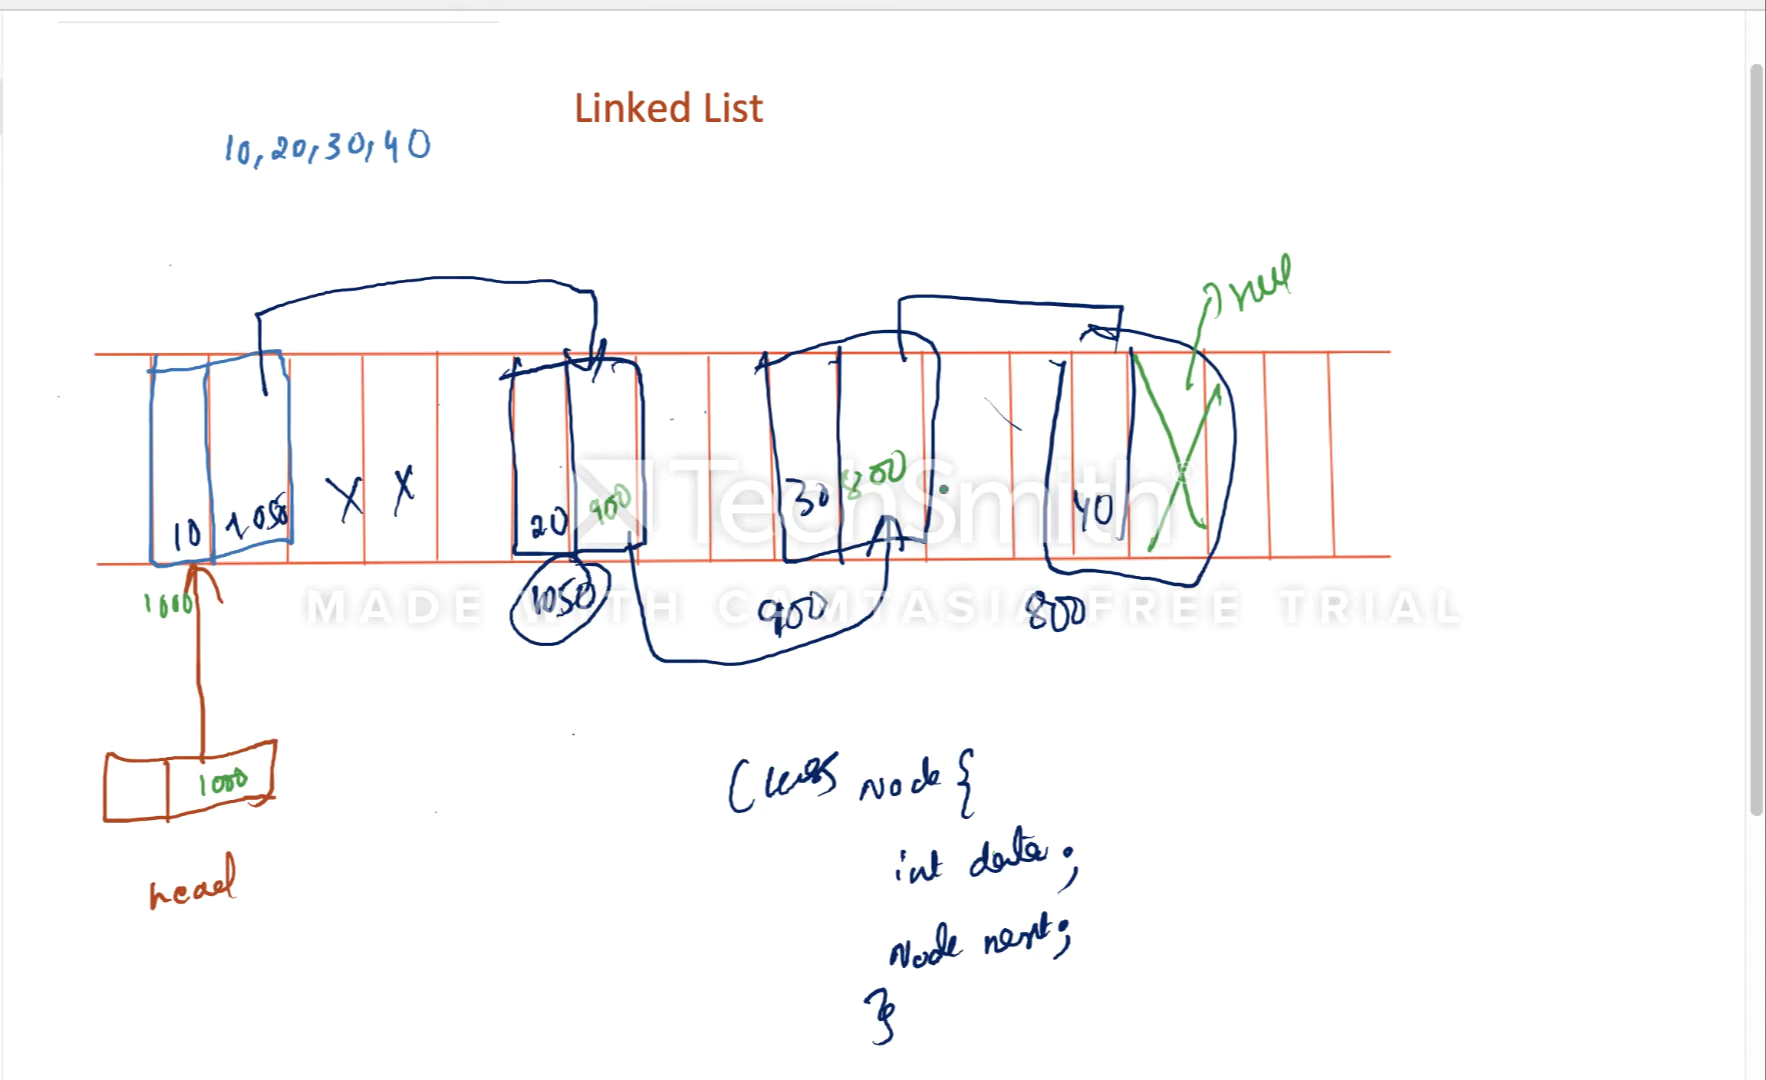 Linked List
10, 20, 30, 40
null
10 1050 X X 20 900 30 800 40
TechSmith
1000 1050 900 800
MADE WITH CAMTASIA FREE TRIAL
1000
head
Class Node {
int data;
Node next;
}